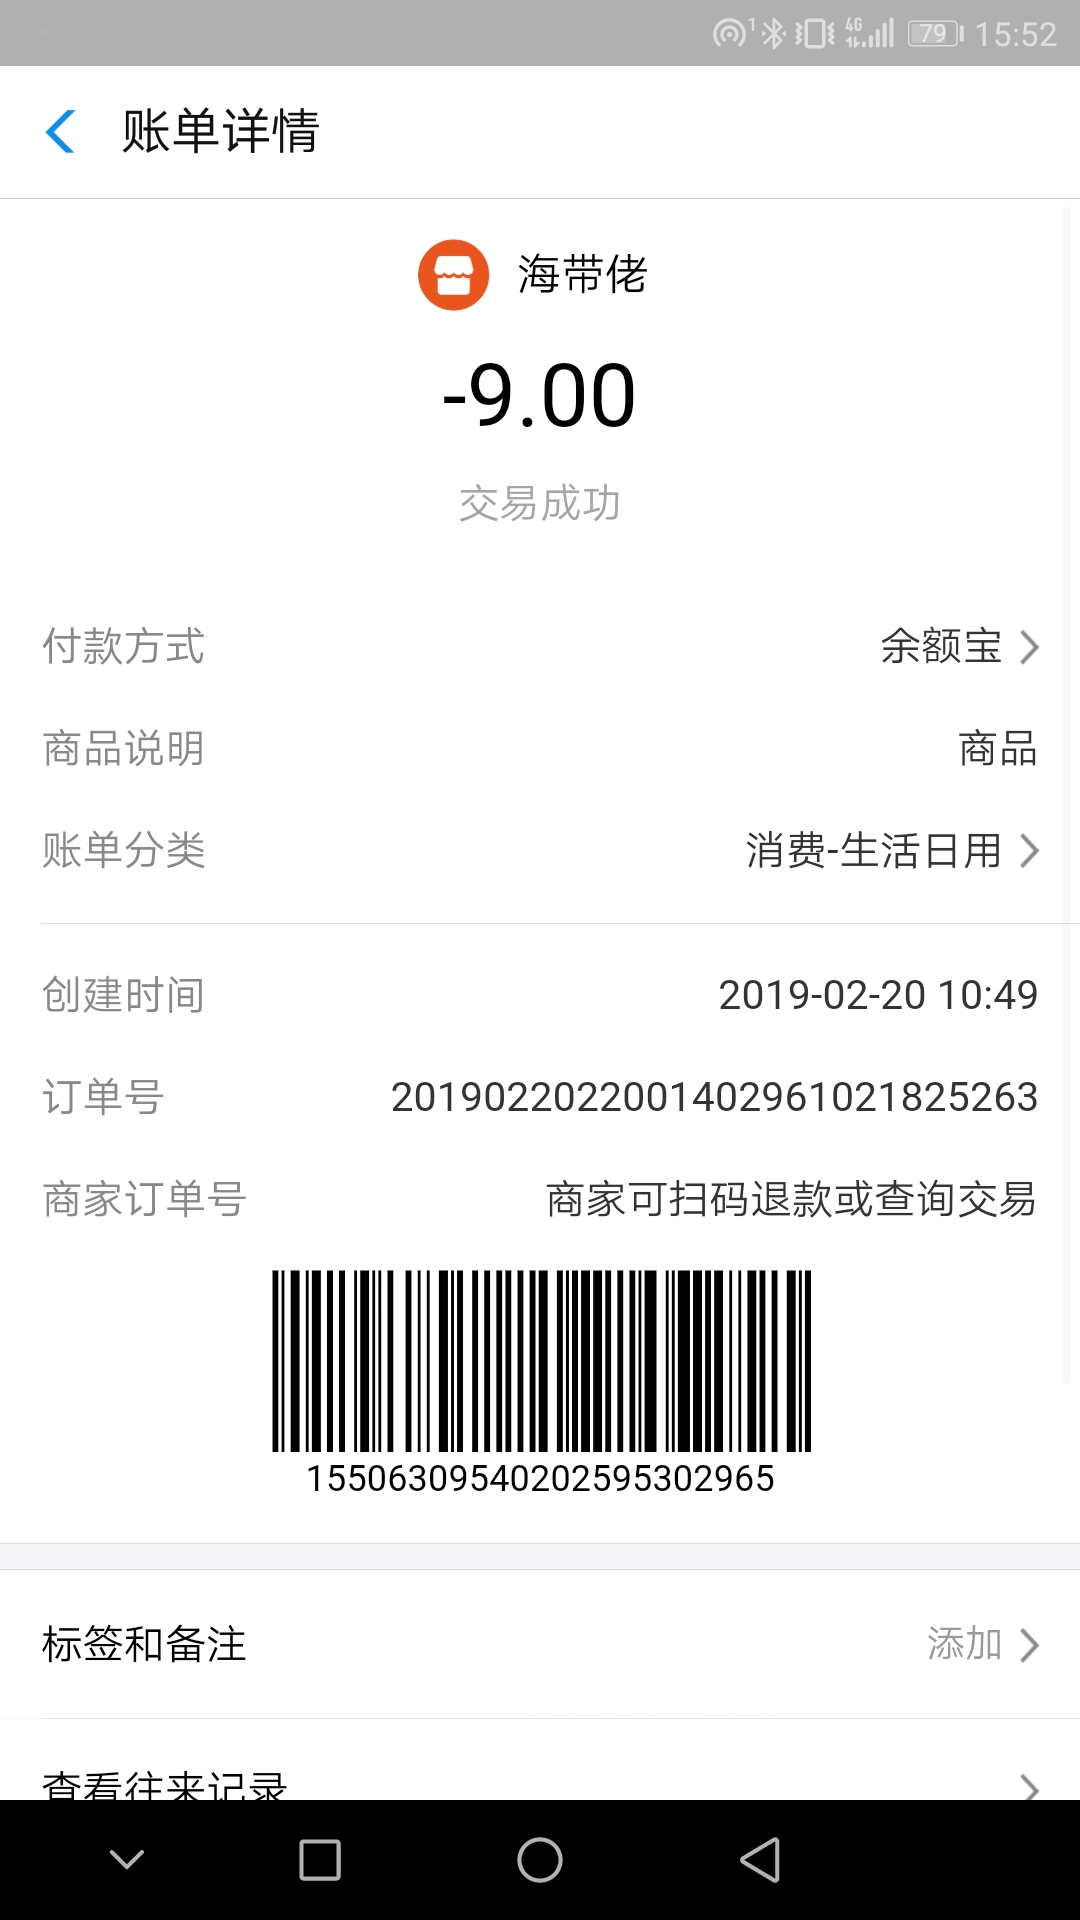 1 4G 79 15:52
账单详情
海带佬
-9.00
交易成功
付款方式 余额宝
商品说明 商品
账单分类 消费-生活日用
创建时间 2019-02-20 10:49
订单号 2019022022001402961021825263
商家订单号 商家可扫码退款或查询交易
15506309540202595302965
标签和备注 添加
查看往来记录